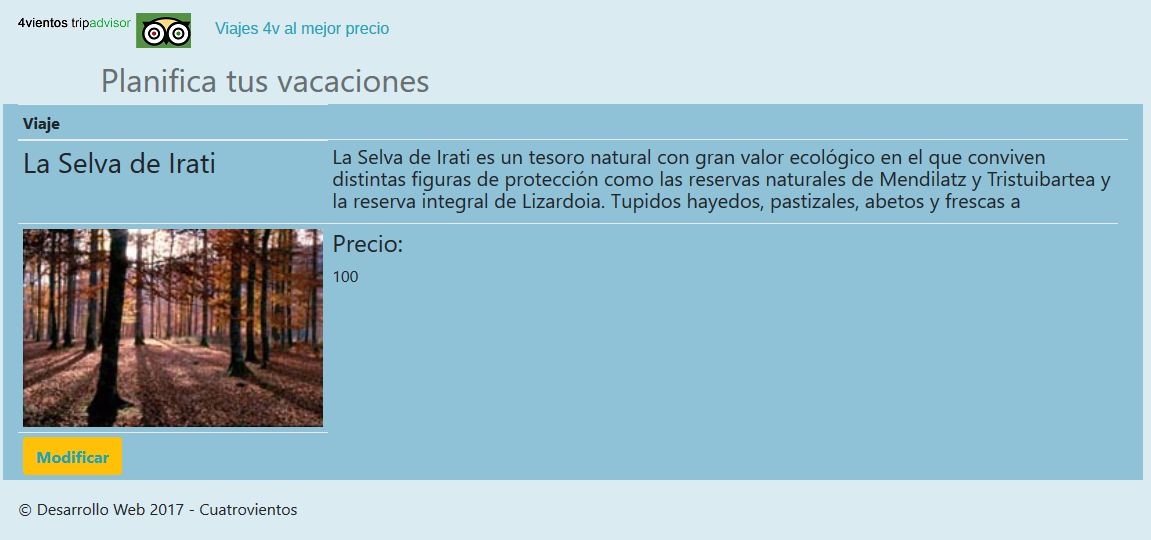 4vientos tripadvisor
Viajes 4v al mejor precio
Planifica tus vacaciones
Viaje
La Selva de Irati
La Selva de Irati es un tesoro natural con gran valor ecológico en el que conviven
distintas figuras de protección como las reservas naturales de Mendilatz y Tristuibartea y
la reserva integral de Lizardoia. Tupidos hayedos, pastizales, abetos y frescas a
Precio:
100
Modificar
© Desarrollo Web 2017 - Cuatrovientos